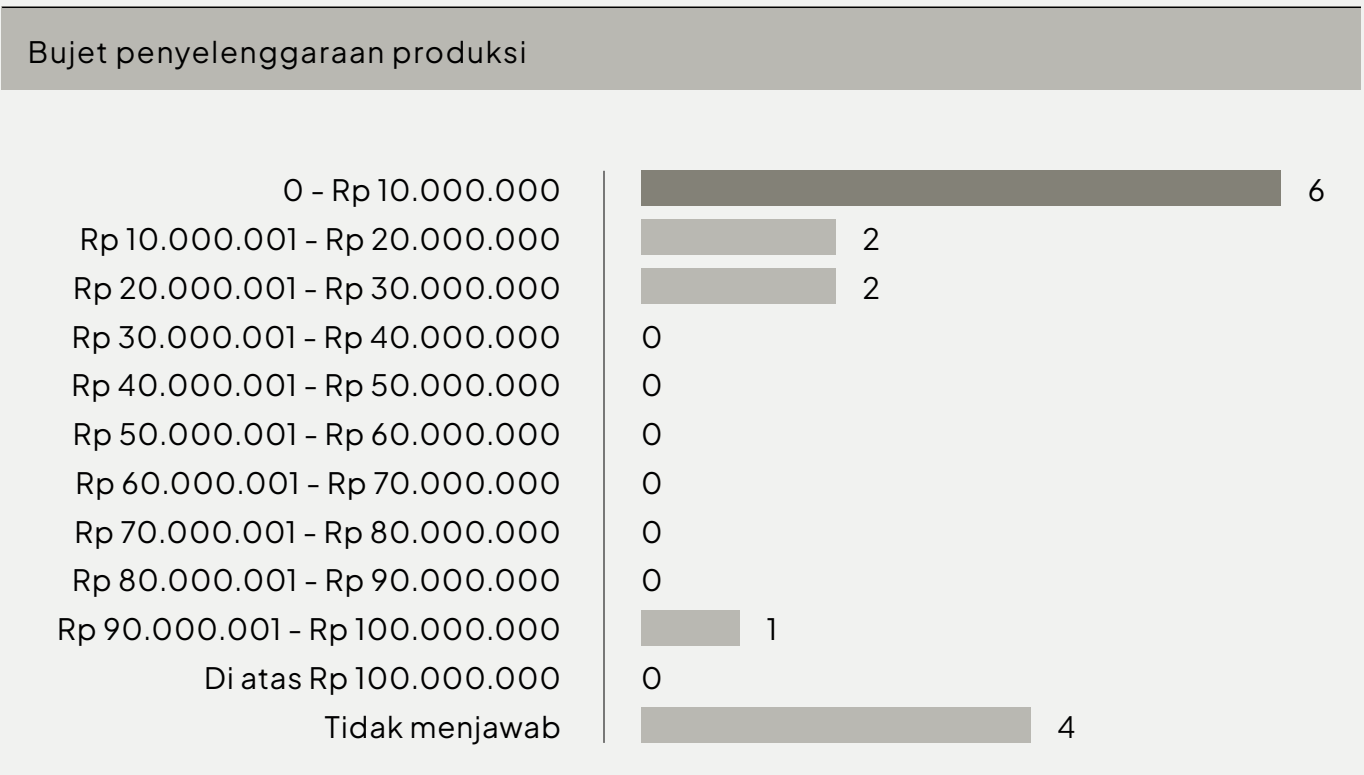 Bujet penyelenggaraan produksi
0 - Rp 10.000.000 6
Rp 10.000.001 - Rp 20.000.000 2
Rp 20.000.001 - Rp 30.000.000 2
Rp 30.000.001 - Rp 40.000.000 0
Rp 40.000.001 - Rp 50.000.000 0
Rp 50.000.001 - Rp 60.000.000 0
Rp 60.000.001 - Rp 70.000.000 0
Rp 70.000.001 - Rp 80.000.000 0
Rp 80.000.001 - Rp 90.000.000 0
Rp 90.000.001 - Rp 100.000.000 1
Di atas Rp 100.000.000 0
Tidak menjawab 4